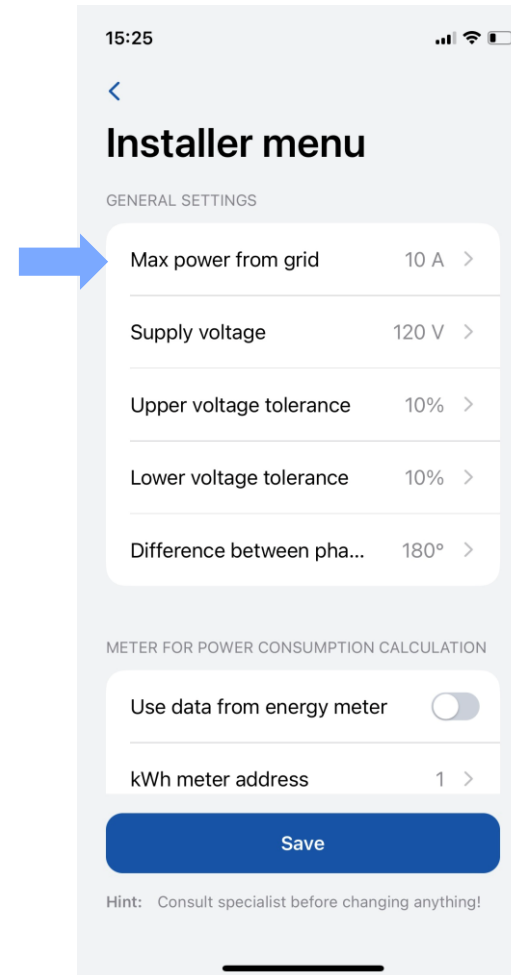 15:25
Installer menu
GENERAL SETTINGS
Max power from grid 10 A
Supply voltage 120 V
Upper voltage tolerance 10%
Lower voltage tolerance 10%
Difference between pha... 180°
METER FOR POWER CONSUMPTION CALCULATION
Use data from energy meter
kWh meter address 1
Save
Hint: Consult specialist before changing anything!